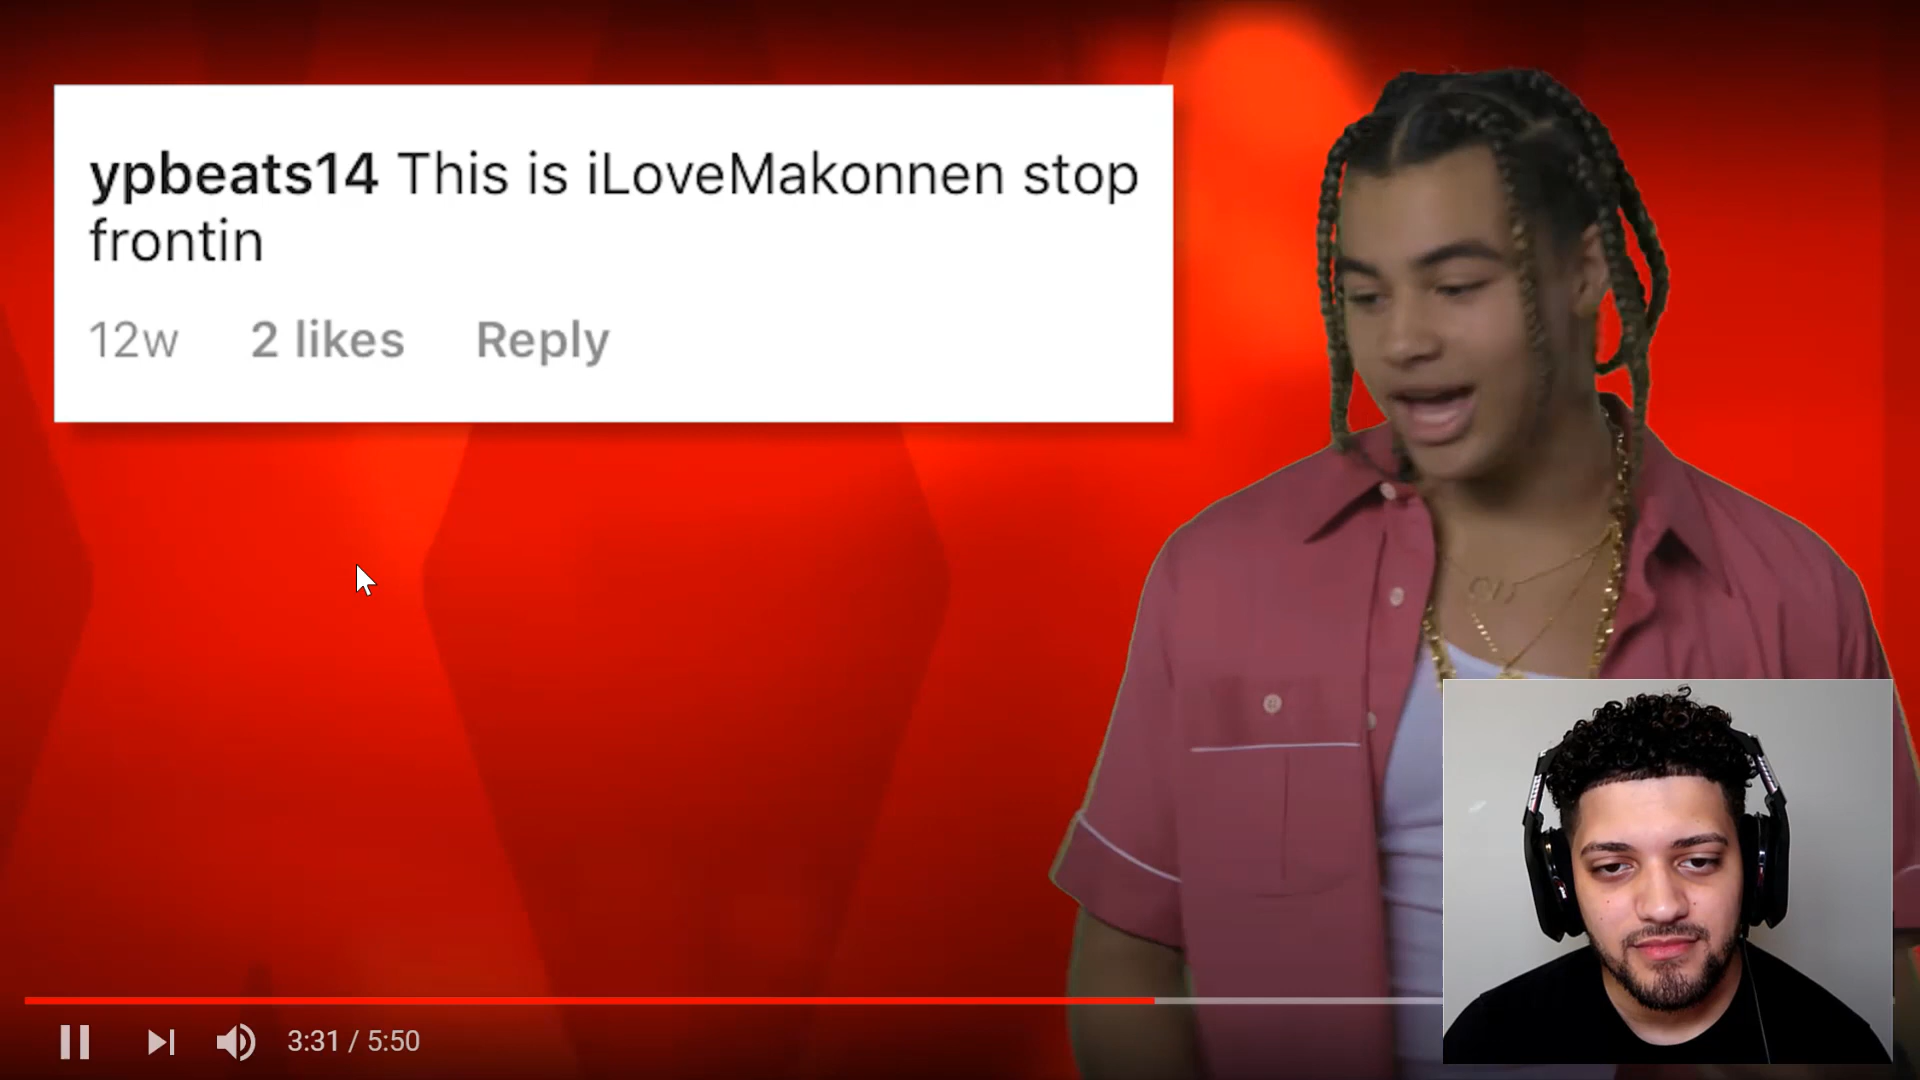 ypbeats14 This is iLoveMakonnen stop
frontin
12w 2 likes Reply
3:31 / 5:50